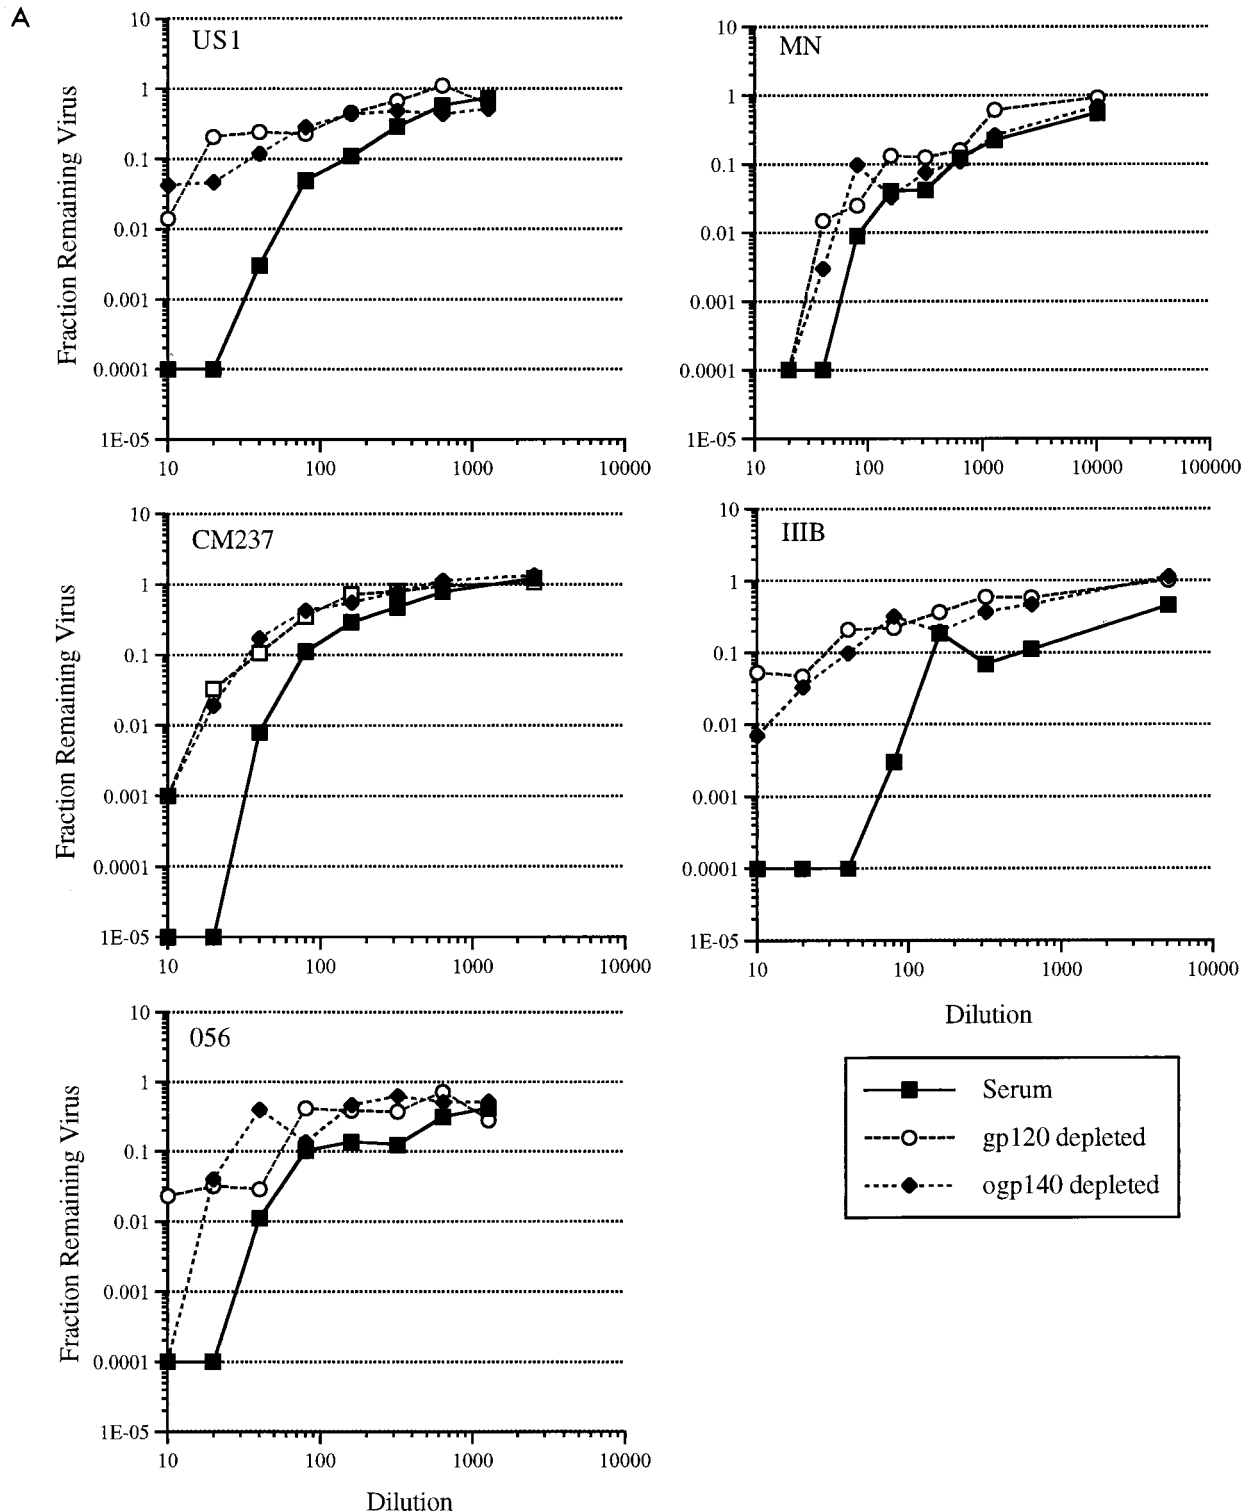 A
US1
10
1
0.1
0.01
0.001
0.0001
1E-05
Fraction Remaining Virus
10 100 1000 10000
MN
10
1
0.1
0.01
0.001
0.0001
1E-05
10 100 1000 10000 100000
CM237
10
1
0.1
0.01
0.001
0.0001
1E-05
Fraction Remaining Virus
10 100 1000 10000
IIIB
10
1
0.1
0.01
0.001
0.0001
1E-05
10 100 1000 10000
Dilution
056
10
1
0.1
0.01
0.001
0.0001
1E-05
Fraction Remaining Virus
10 100 1000 10000
Dilution
Serum
gp120 depleted
ogp140 depleted